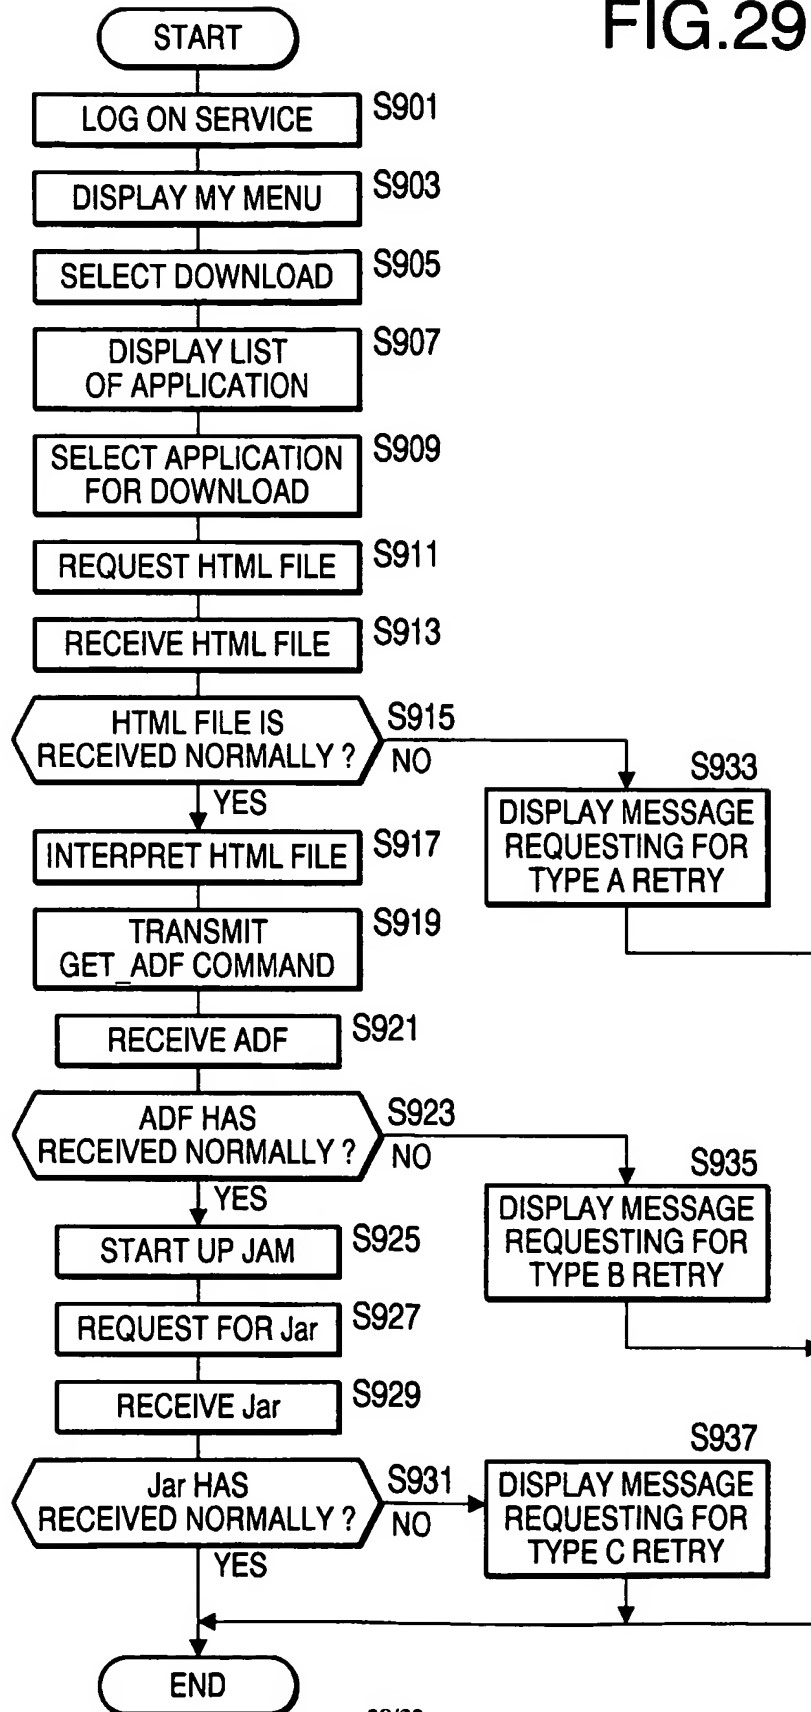 FIG.29
START
LOG ON SERVICE
S901
DISPLAY MY MENU
S903
SELECT DOWNLOAD
S905
DISPLAY LIST
OF APPLICATION
S907
SELECT APPLICATION
FOR DOWNLOAD
S909
REQUEST HTML FILE
S911
RECEIVE HTML FILE
S913
HTML FILE IS
RECEIVED NORMALLY ?
S915
NO
YES
S933
DISPLAY MESSAGE
REQUESTING FOR
TYPE A RETRY
INTERPRET HTML FILE
S917
TRANSMIT
GET_ADF COMMAND
S919
RECEIVE ADF
S921
ADF HAS
RECEIVED NORMALLY ?
S923
NO
YES
S935
DISPLAY MESSAGE
REQUESTING FOR
TYPE B RETRY
START UP JAM
S925
REQUEST FOR Jar
S927
RECEIVE Jar
S929
Jar HAS
RECEIVED NORMALLY ?
S931
NO
YES
S937
DISPLAY MESSAGE
REQUESTING FOR
TYPE C RETRY
END